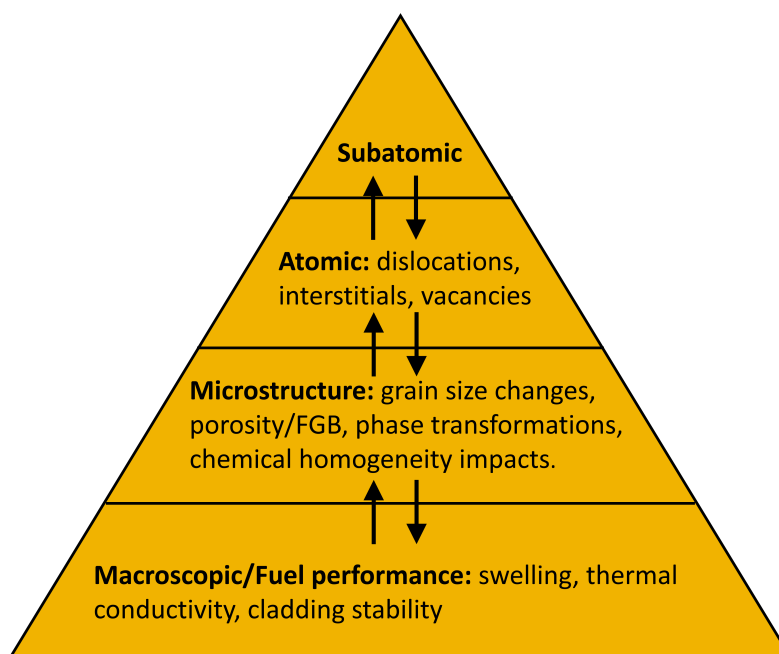 Subatomic
Atomic: dislocations,
interstitials, vacancies
Microstructure: grain size changes,
porosity/FGB, phase transformations,
chemical homogeneity impacts.
Macroscopic/Fuel performance: swelling, thermal
conductivity, cladding stability